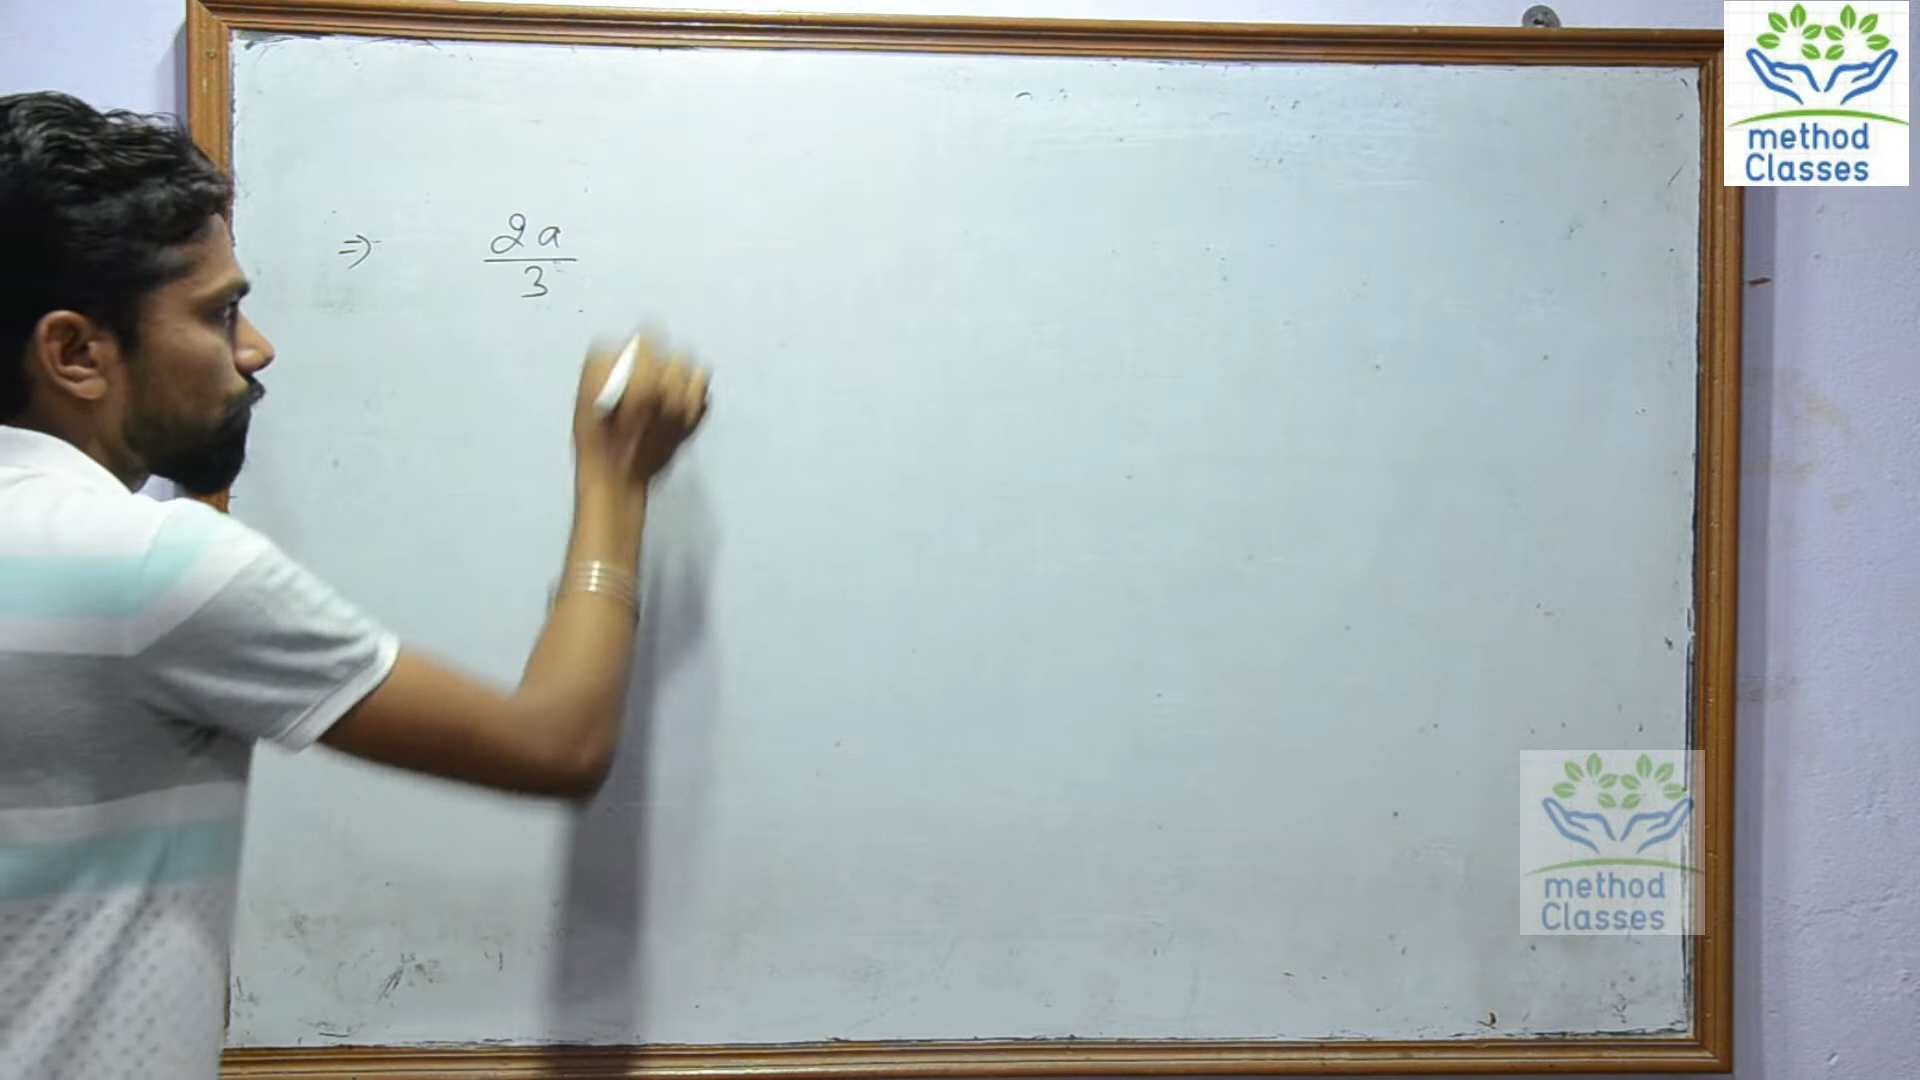 method
Classes
⇒ 2a/3
method
Classes